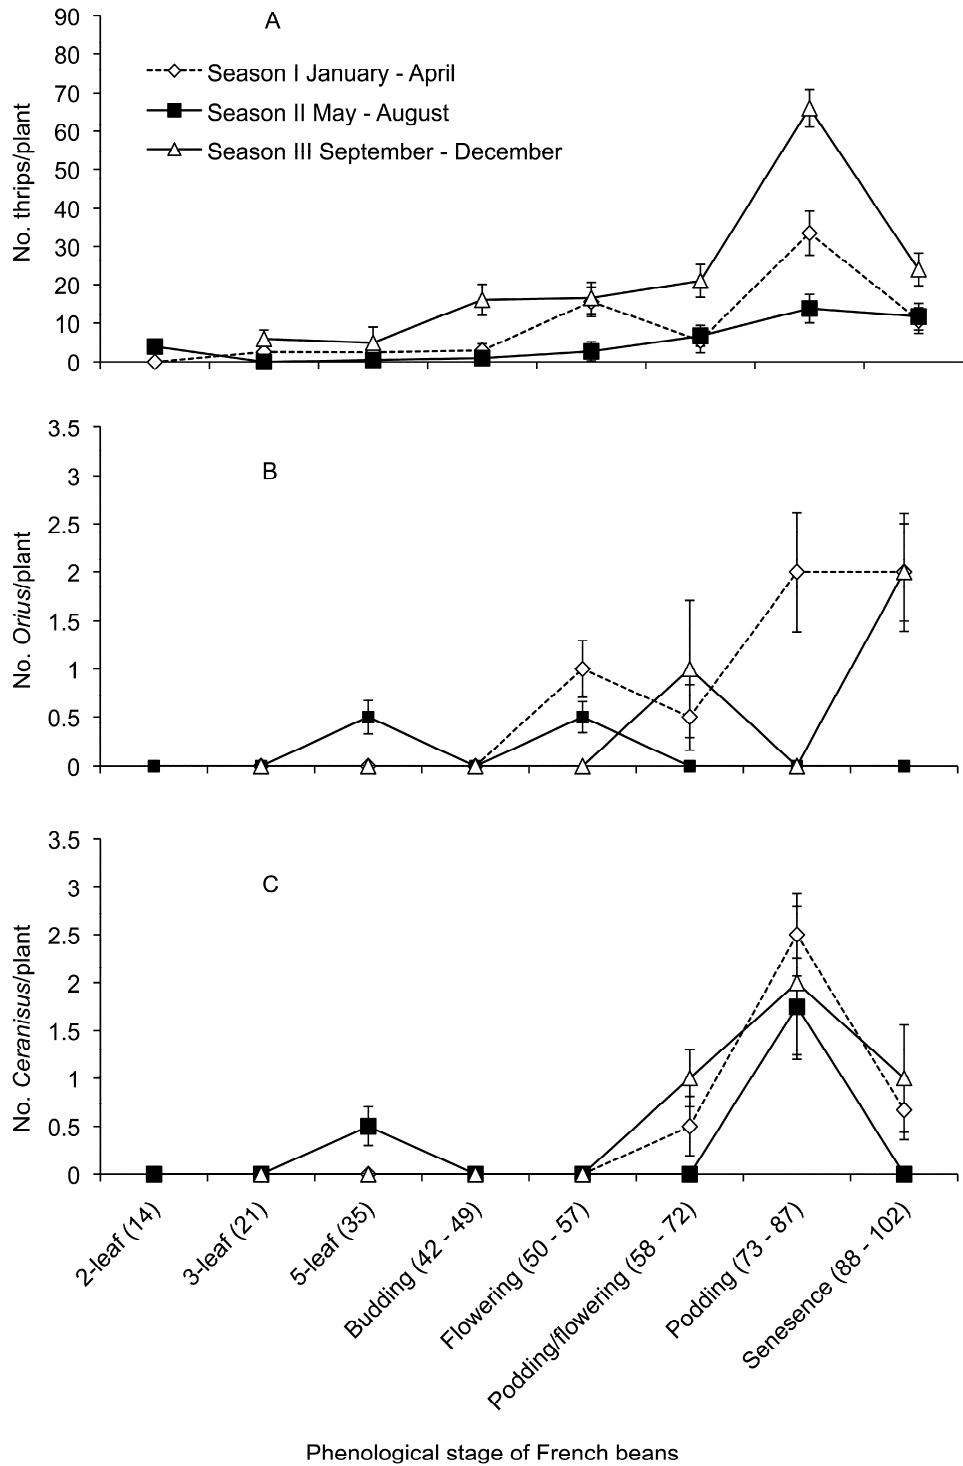 A
90
80
70
60
50
40
30
20
10
0
No. thrips/plant
Season I January - April
Season II May - August
Season III September - December
B
3.5
3
2.5
2
1.5
1
0.5
0
No. Orius/plant
C
3.5
3
2.5
2
1.5
1
0.5
0
No. Ceranisus/plant
2-leaf (14)
3-leaf (21)
5-leaf (35)
Budding (42 - 49)
Flowering (50 - 57)
Podding/flowering (58 - 72)
Podding (73 - 87)
Senesence (88 - 102)
Phenological stage of French beans